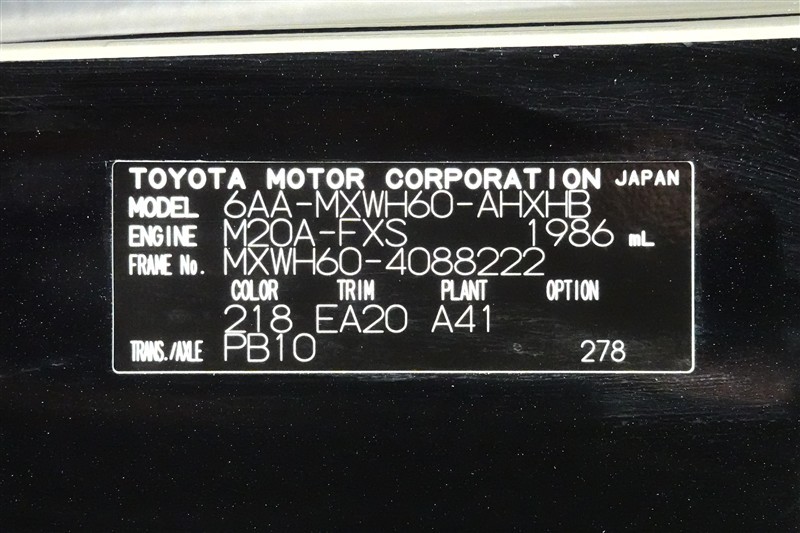 TOYOTA MOTOR CORPORATION JAPAN
MODEL 6AA-MXWH60-AHXHB
ENGINE M20A-FXS 1986 mL
FRAME No. MXWH60-4088222
COLOR TRIM PLANT OPTION
218 EA20 A41
TRANS./AXLE PB10 278